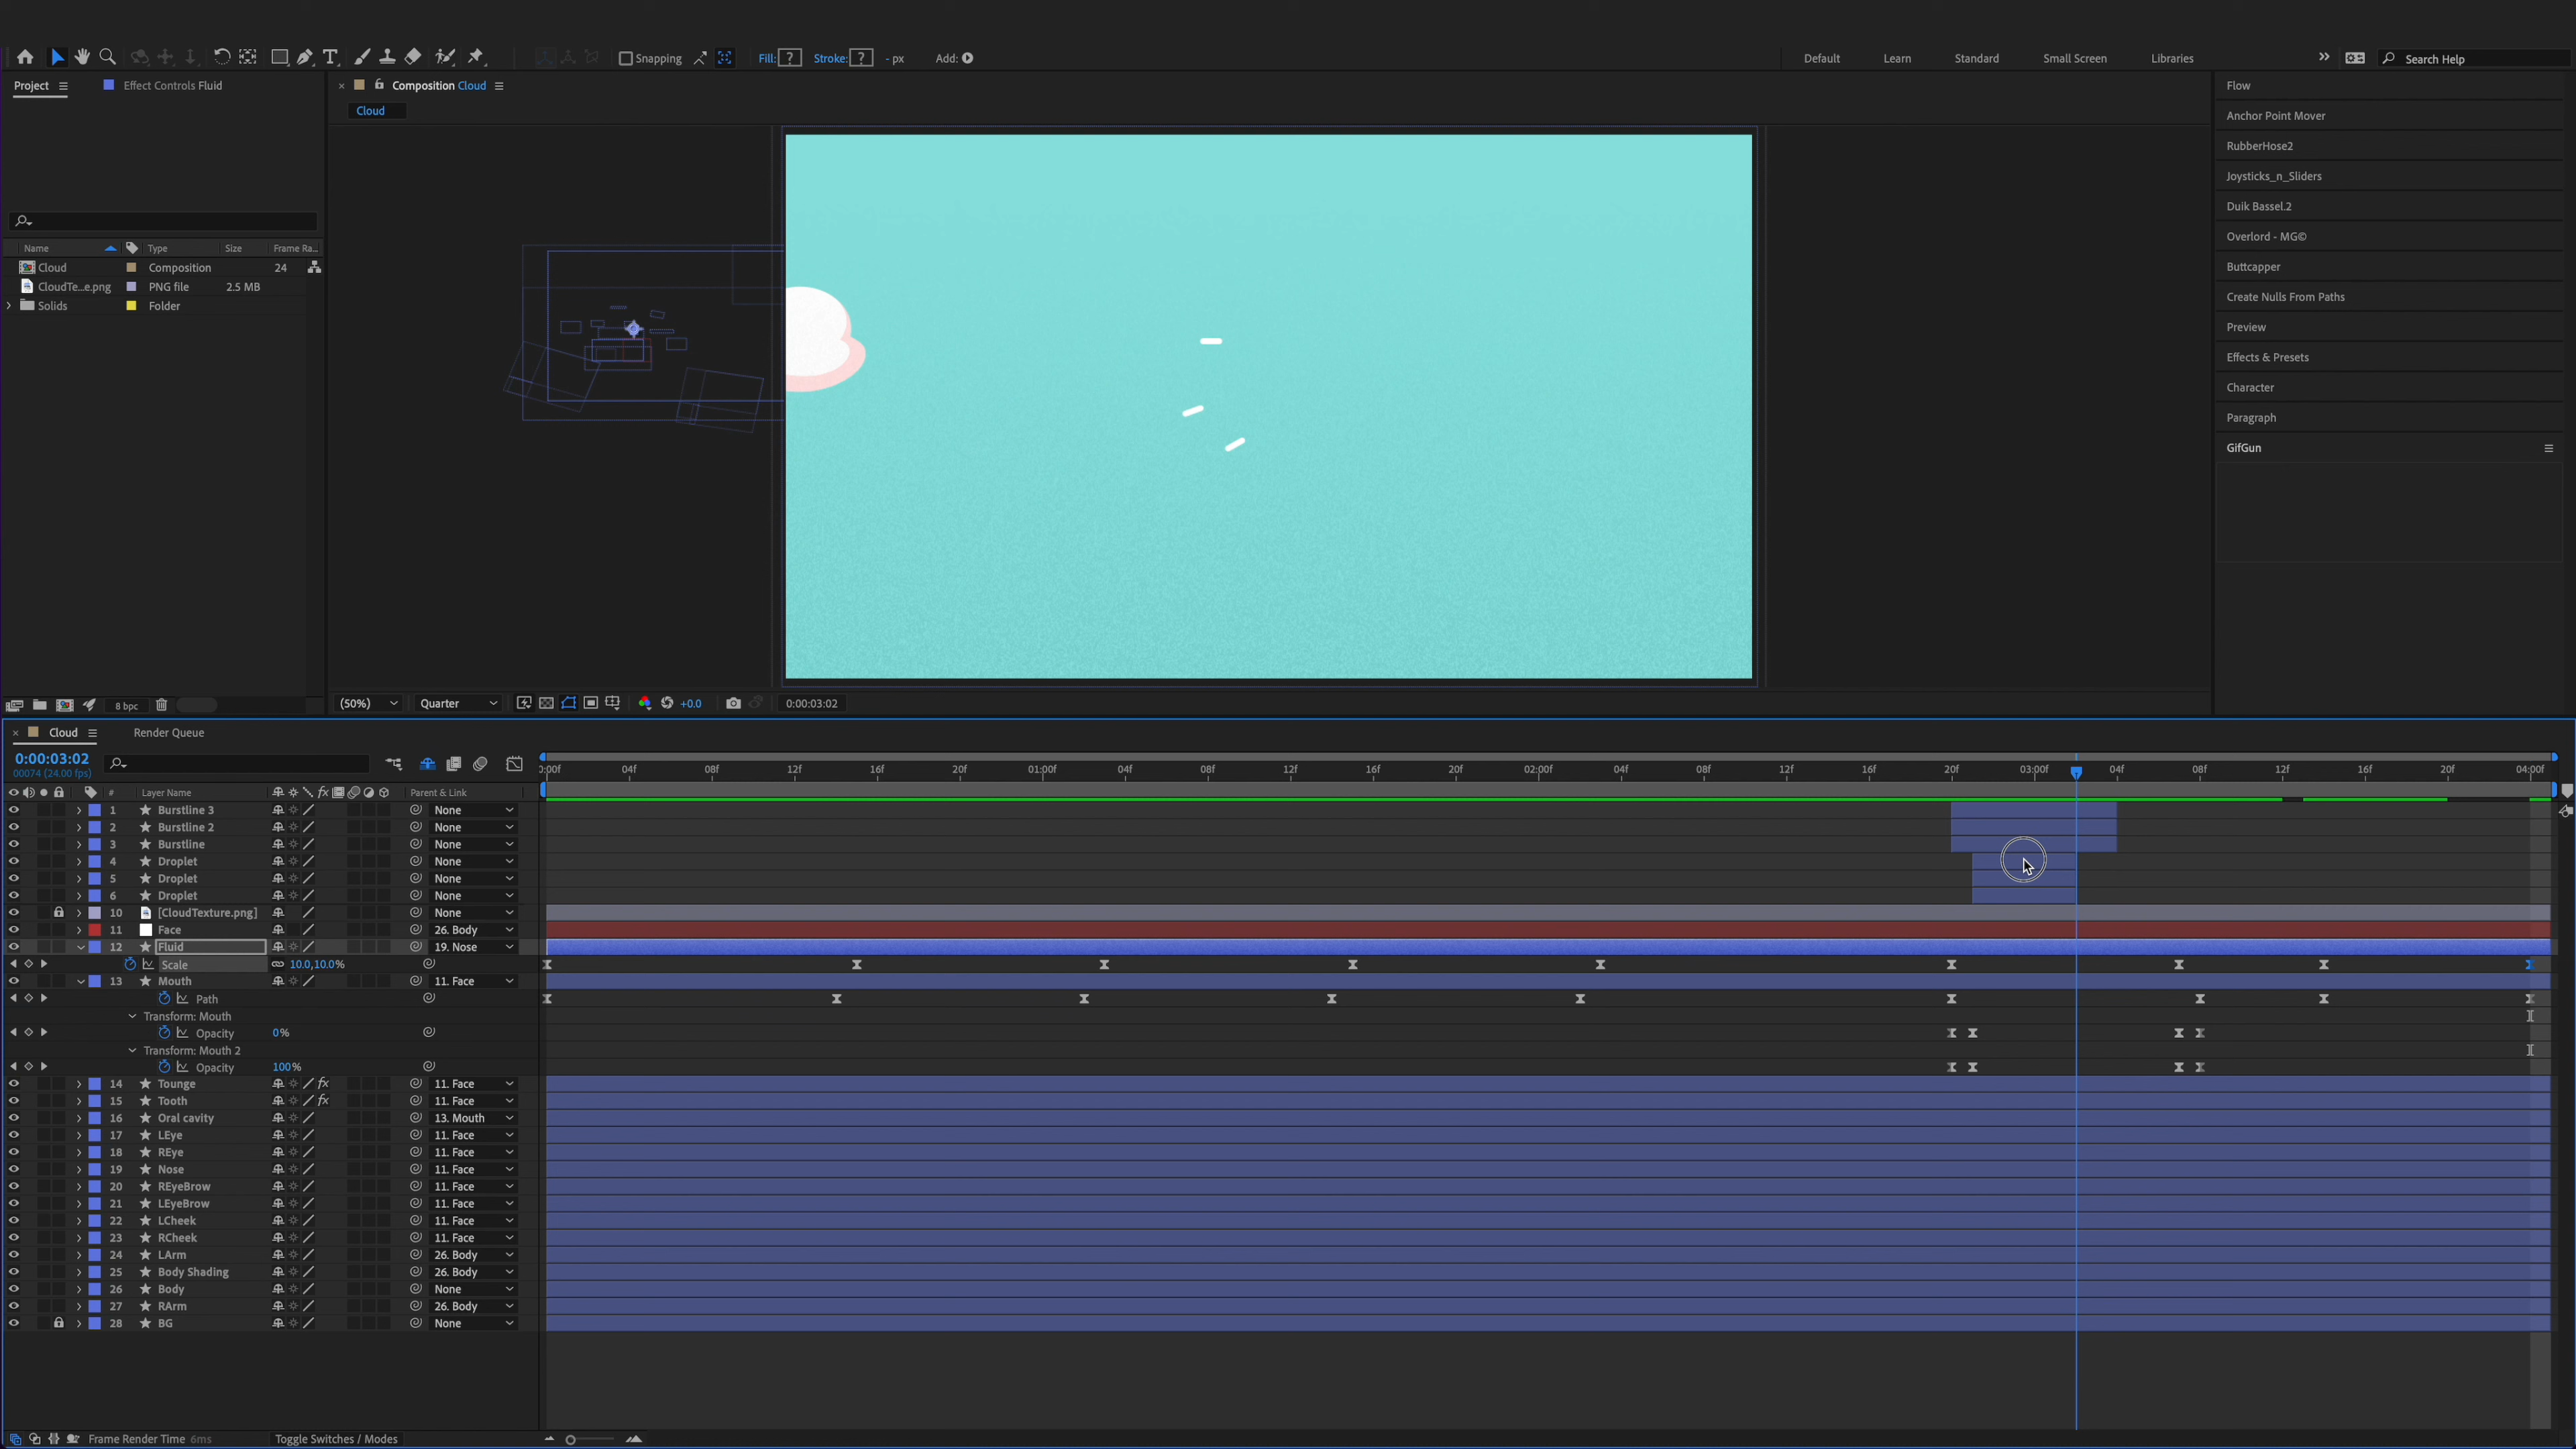 Snapping Fill: ? Stroke: ? - px Add: Default Learn Standard Small Screen Libraries Search Help
Project Effect Controls Fluid Composition Cloud Flow
Cloud Anchor Point Mover
RubberHose2
Joysticks_n_Sliders
Duik Bassel.2
Overlord - MG©
Buttcapper
Create Nulls From Paths
Preview
Effects & Presets
Character
Paragraph
GifGun
Name Type Size Frame Ra...
Cloud Composition 24
CloudTe...e.png PNG file 2.5 MB
Solids Folder
8 bpc (50%) Quarter +0.0 0:00:03:02
Cloud Render Queue
0:00:03:02
00074 (24.00 fps)
0:00f 04f 08f 12f 16f 20f 01:00f 04f 08f 12f 16f 20f 02:00f 04f 08f 12f 16f 20f 03:00f 04f 08f 12f 16f 20f 04:00f
# Layer Name fx Parent & Link
1 Burstline 3 None
2 Burstline 2 None
3 Burstline None
4 Droplet None
5 Droplet None
6 Droplet None
10 [CloudTexture.png] None
11 Face 26. Body
12 Fluid 19. Nose
Scale 10.0,10.0%
13 Mouth 11. Face
Path
Transform: Mouth
Opacity 0%
Transform: Mouth 2
Opacity 100%
14 Tounge fx 11. Face
15 Tooth fx 11. Face
16 Oral cavity 13. Mouth
17 LEye 11. Face
18 REye 11. Face
19 Nose 11. Face
20 REyeBrow 11. Face
21 LEyeBrow 11. Face
22 LCheek 11. Face
23 RCheek 11. Face
24 LArm 26. Body
25 Body Shading 26. Body
26 Body None
27 RArm 26. Body
28 BG None
Frame Render Time 6ms Toggle Switches / Modes